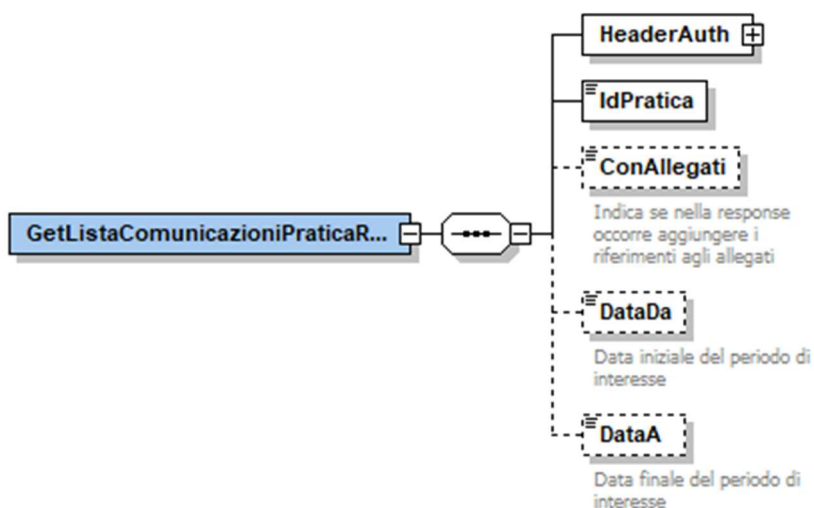 HeaderAuth
IdPratica
ConAllegati
Indica se nella response
occorre aggiungere i
riferimenti agli allegati
GetListaComunicazioniPraticaR...
DataDa
Data iniziale del periodo di
interesse
DataA
Data finale del periodo di
interesse